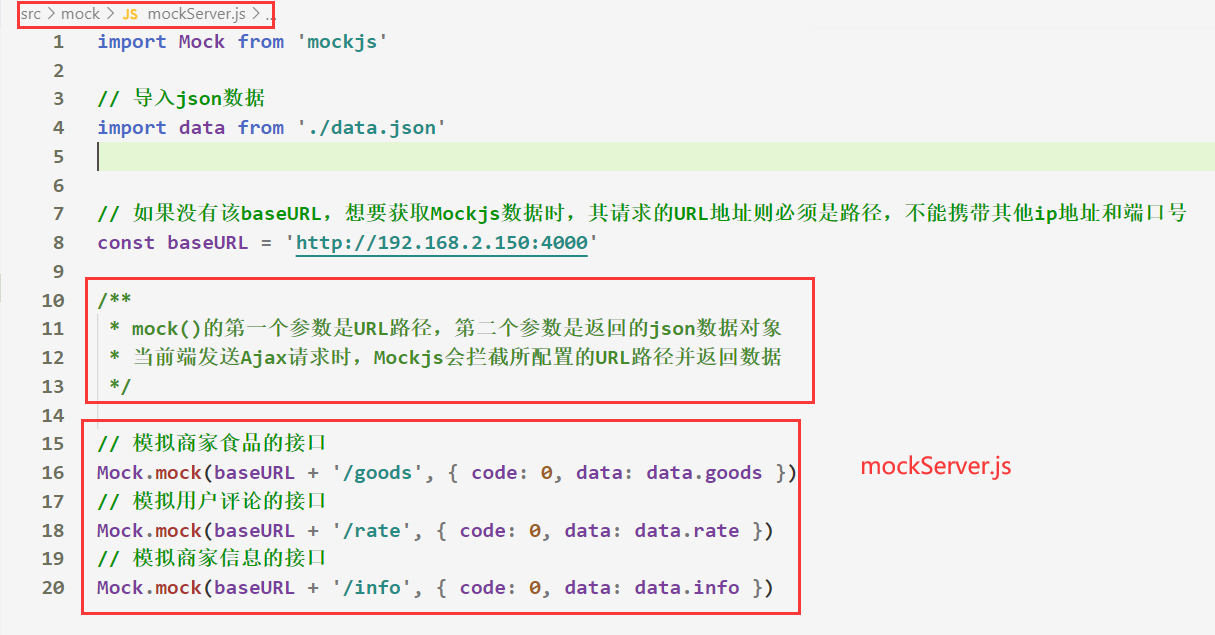 src > mock > JS mockServer.js > ...
1 import Mock from 'mockjs'
2
3 // 导入json数据
4 import data from './data.json'
5
6
7 // 如果没有该baseURL，想要获取Mockjs数据时，其请求的URL地址则必须是路径，不能携带其他ip地址和端口号
8 const baseURL = 'http://192.168.2.150:4000'
9
10 /**
11 * mock()的第一个参数是URL路径，第二个参数是返回的json数据对象
12 * 当前端发送Ajax请求时，Mockjs会拦截所配置的URL路径并返回数据
13 */
14
15 // 模拟商家食品的接口
16 Mock.mock(baseURL + '/goods', { code: 0, data: data.goods })
mockServer.js
17 // 模拟用户评论的接口
18 Mock.mock(baseURL + '/rate', { code: 0, data: data.rate })
19 // 模拟商家信息的接口
20 Mock.mock(baseURL + '/info', { code: 0, data: data.info })